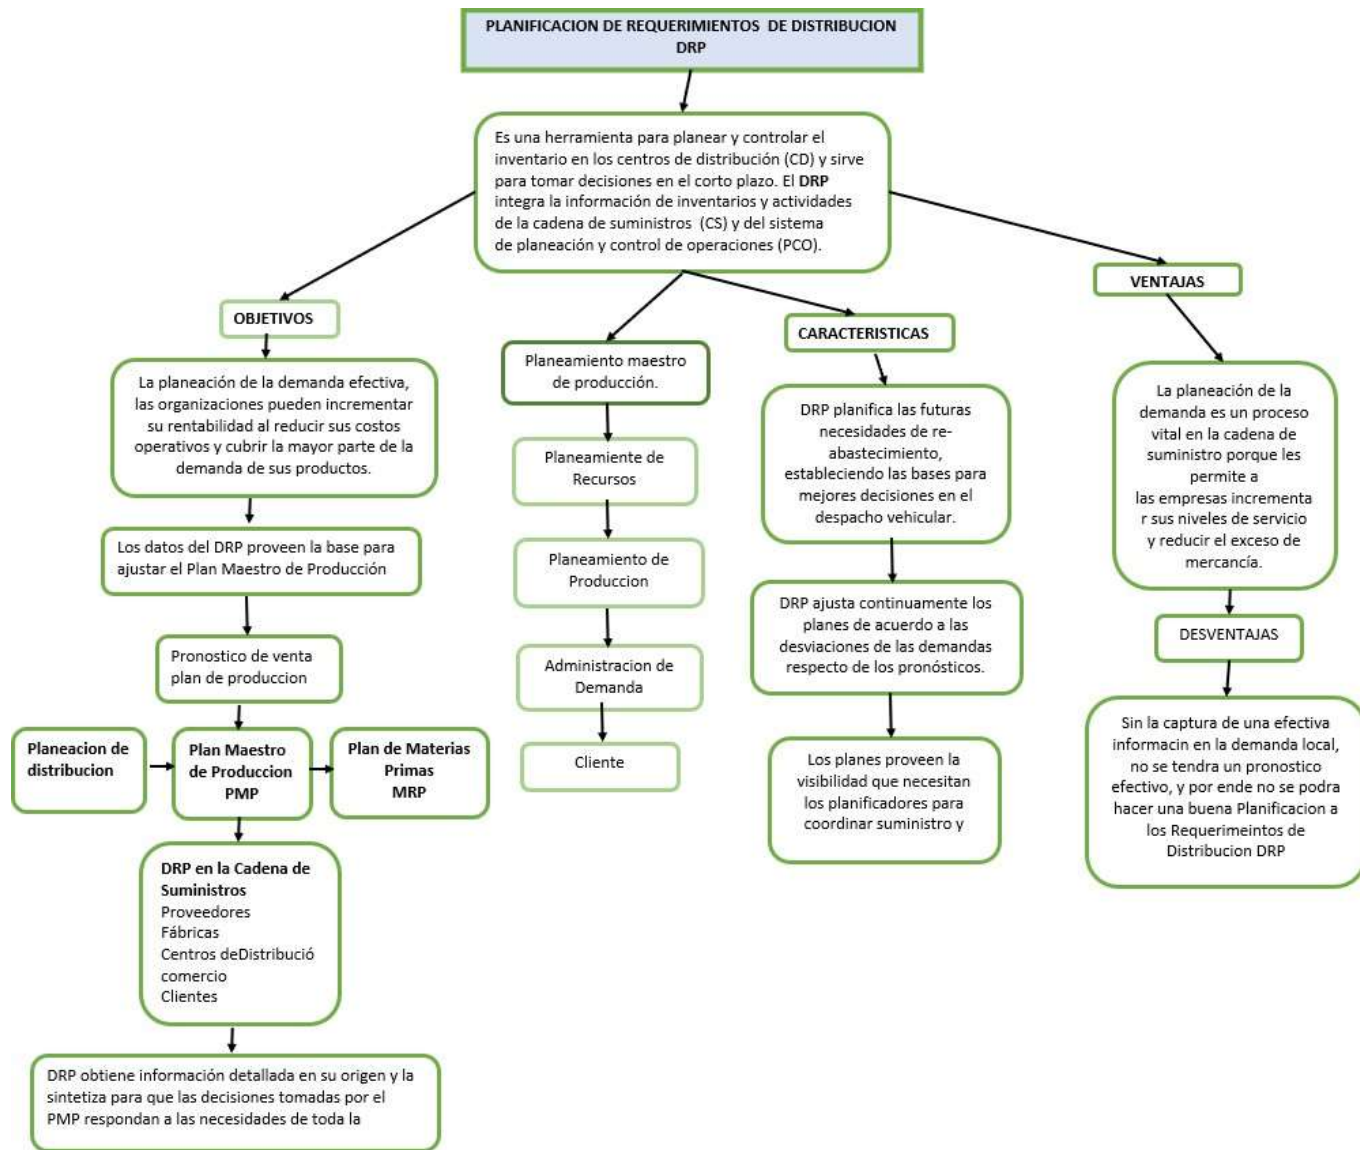 PLANIFICACION DE REQUERIMIENTOS DE DISTRIBUCION
DRP
Es una herramienta para planear y controlar el
inventario en los centros de distribución (CD) y sirve
para tomar decisiones en el corto plazo. El DRP
integra la información de inventarios y actividades
de la cadena de suministros (CS) y del sistema
de planeación y control de operaciones (PCO).
OBJETIVOS
La planeación de la demanda efectiva,
las organizaciones pueden incrementar
su rentabilidad al reducir sus costos
operativos y cubrir la mayor parte de la
demanda de sus productos.
Los datos del DRP proveen la base para
ajustar el Plan Maestro de Producción
Pronostico de venta
plan de produccion
Planeacion de
distribucion
Plan Maestro
de Produccion
PMP
Plan de Materias
Primas
MRP
DRP en la Cadena de
Suministros
Proveedores
Fábricas
Centros deDistribució
comercio
Clientes
DRP obtiene información detallada en su origen y la
sintetiza para que las decisiones tomadas por el
PMP respondan a las necesidades de toda la
Planeamiento maestro
de producción.
Planeamiente de
Recursos
Planeamiento de
Produccion
Administracion de
Demanda
Cliente
CARACTERISTICAS
DRP planifica las futuras
necesidades de re-
abastecimiento,
estableciendo las bases para
mejores decisiones en el
despacho vehicular.
DRP ajusta continuamente los
planes de acuerdo a las
desviaciones de las demandas
respecto de los pronósticos.
Los planes proveen la
visibilidad que necesitan
los planificadores para
coordinar suministro y
VENTAJAS
La planeación de la
demanda es un proceso
vital en la cadena de
suministro porque les
permite a
las empresas incrementa
r sus niveles de servicio
y reducir el exceso de
mercancía.
DESVENTAJAS
Sin la captura de una efectiva
informacin en la demanda local,
no se tendra un pronostico
efectivo, y por ende no se podra
hacer una buena Planificacion a
los Requerimeintos de
Distribucion DRP